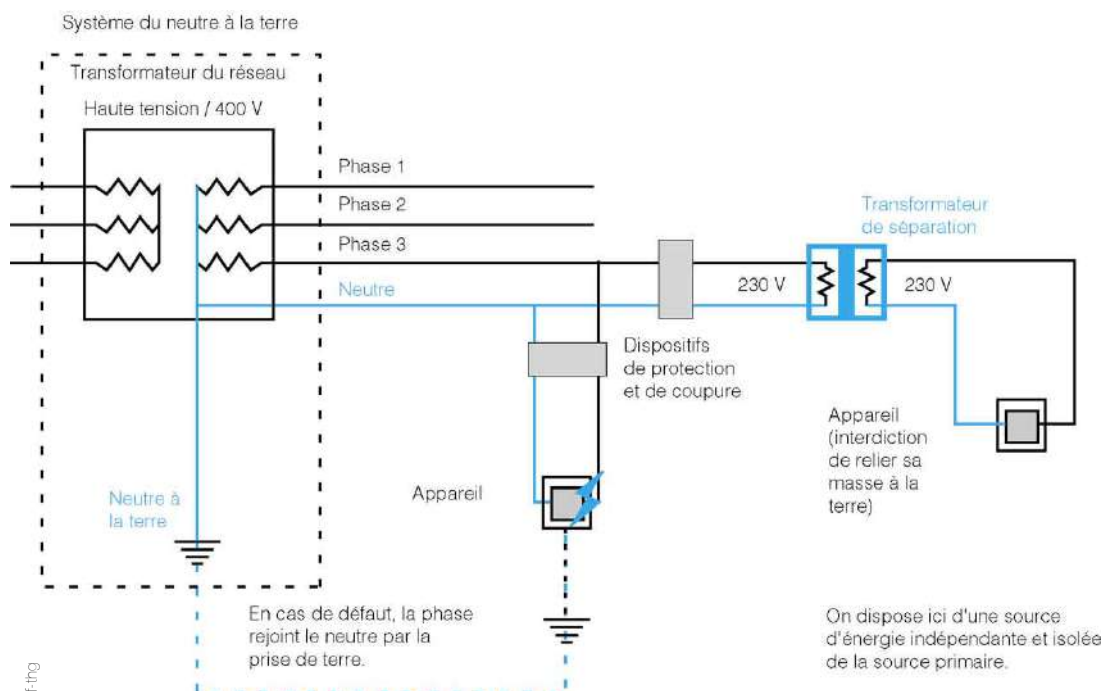 Système du neutre à la terre
Transformateur du réseau
Haute tension / 400 V
Phase 1
Phase 2
Phase 3
Neutre
Transformateur
de séparation
230 V
230 V
Dispositifs
de protection
et de coupure
Appareil
(interdiction
de relier sa
masse à la
terre)
Appareil
Neutre à
la terre
En cas de défaut, la phase
rejoint le neutre par la
prise de terre.
On dispose ici d'une source
d'énergie indépendante et isolée
de la source primaire.
f-thg